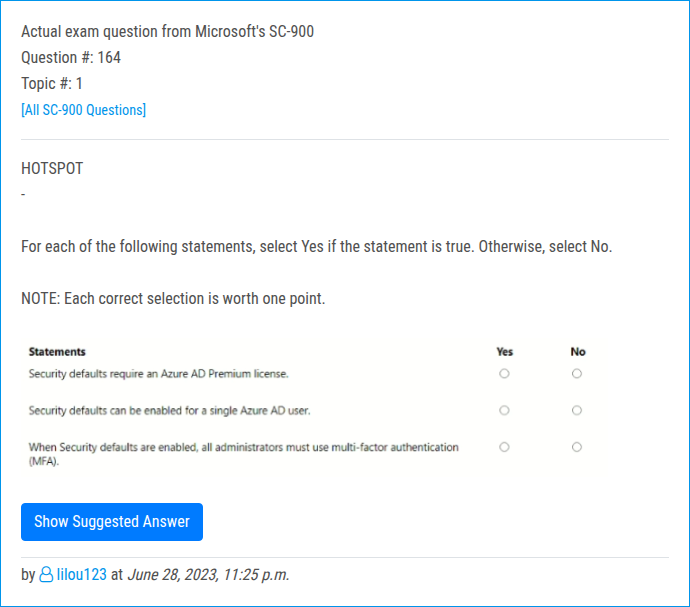 Actual exam question from Microsoft's SC-900
Question #: 164
Topic #: 1
[All SC-900 Questions]
HOTSPOT
-
For each of the following statements, select Yes if the statement is true. Otherwise, select No.
NOTE: Each correct selection is worth one point.
Statements Yes No
Security defaults require an Azure AD Premium license.
Security defaults can be enabled for a single Azure AD user.
When Security defaults are enabled, all administrators must use multi-factor authentication
(MFA).
Show Suggested Answer
by lilou123 at June 28, 2023, 11:25 p.m.